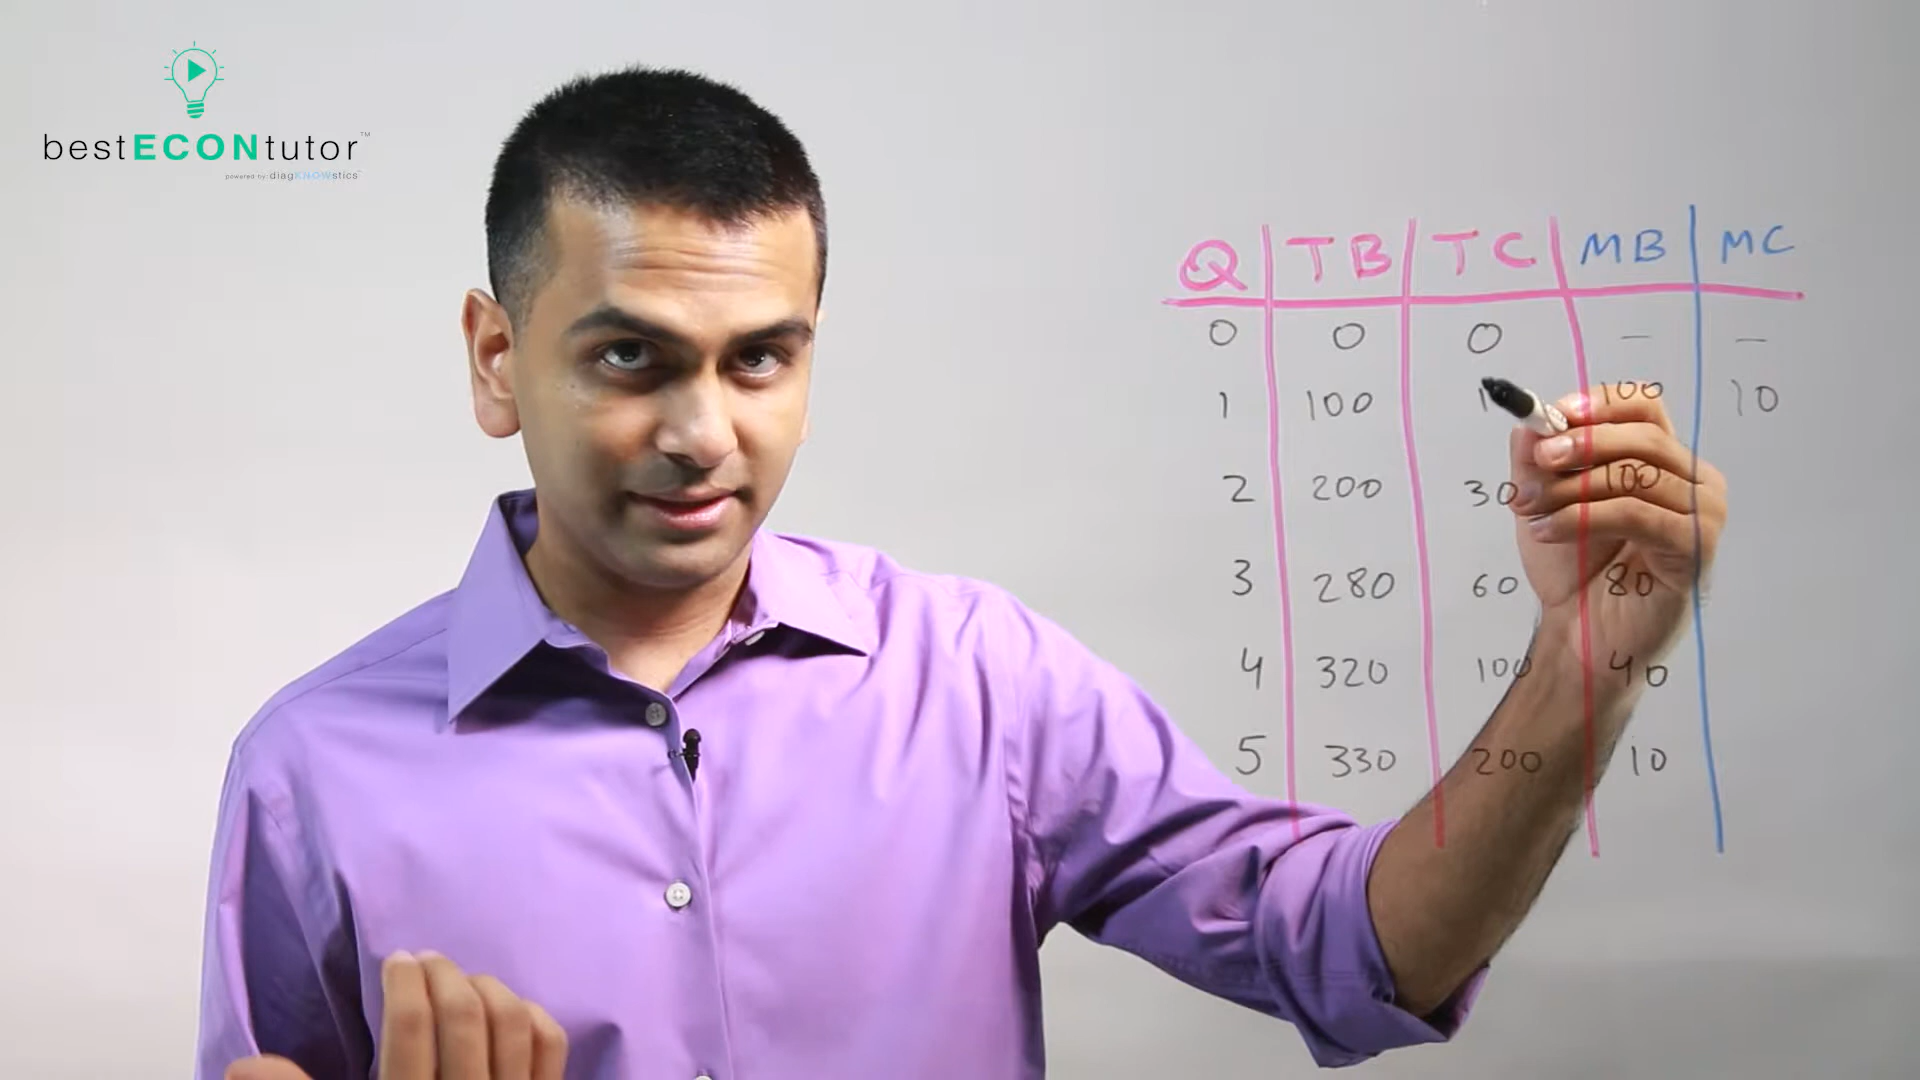 bestECONtutor™
powered by: diagKNOWstics
Q TB TC MB MC
0 0 0 — —
1 100 100 10
2 200 30 100
3 280 60 80
4 320 100 40
5 330 200 10